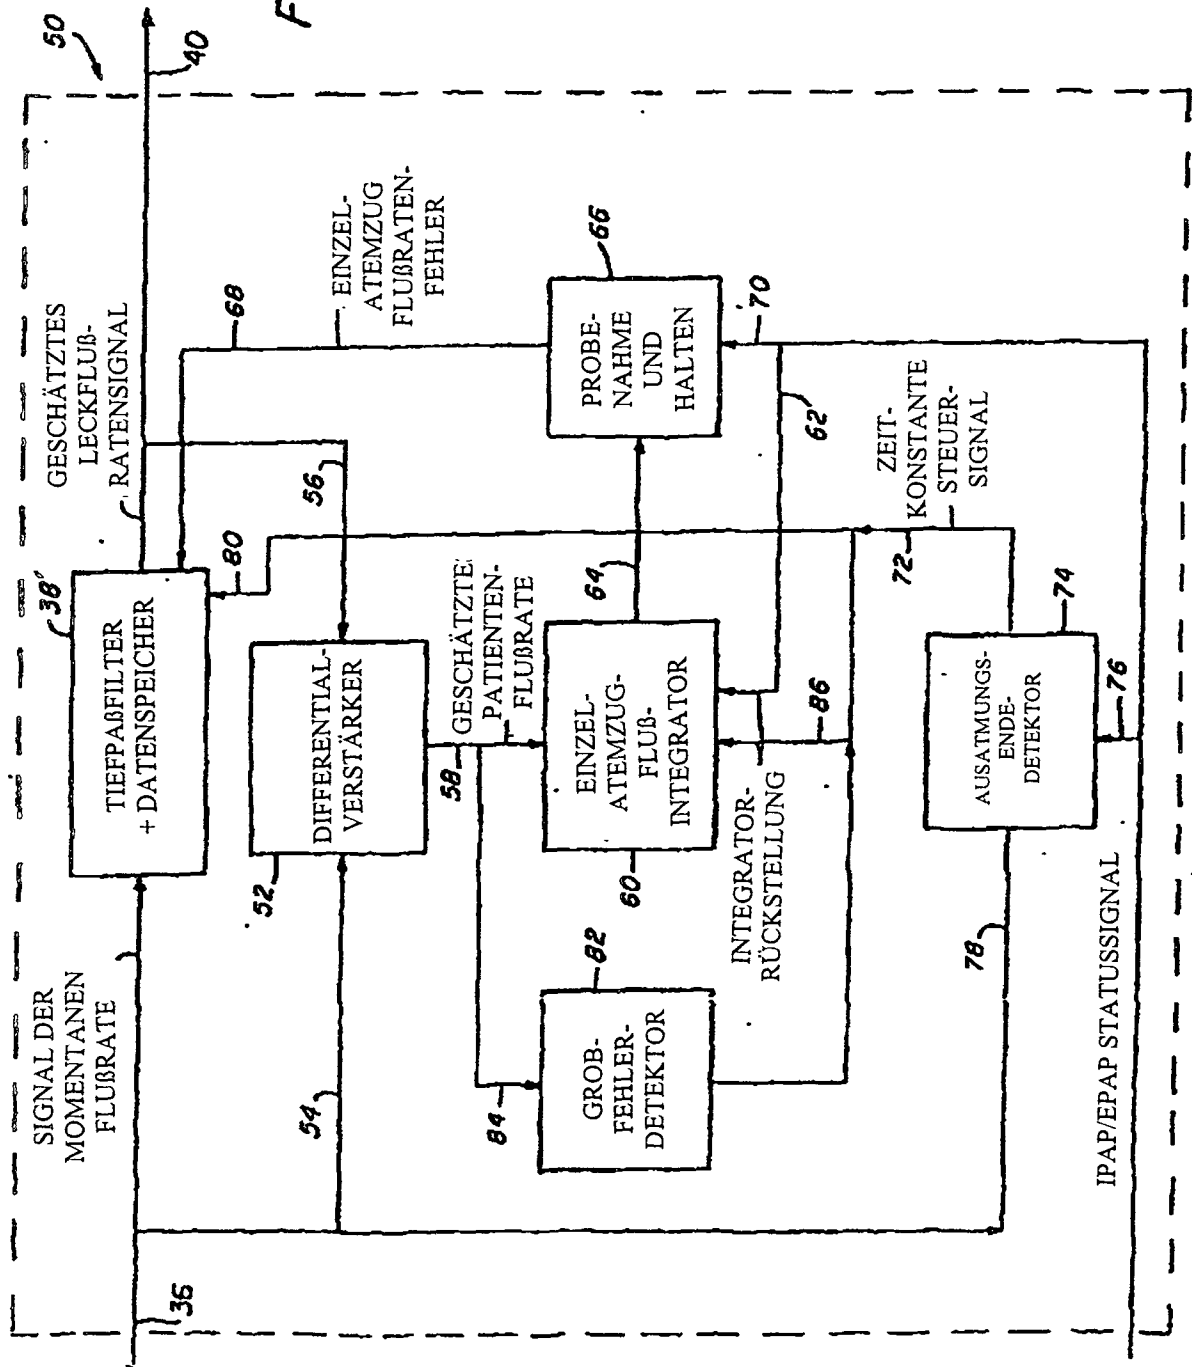 F
50
40
GESCHÄTZTES
LECKFLUß-
RATENSIGNAL
SIGNAL DER
MOMENTANEN
FLUßRATE
36
38'
TIEFPAßFILTER
+ DATENSPEICHER
80
68
EINZEL-
ATEMZUG
FLUßRATEN-
FEHLER
54
52
DIFFERENTIAL-
VERSTÄRKER
56
58
GESCHÄTZTE
PATIENTEN-
FLUßRATE
84
82
GROB-
FEHLER-
DETEKTOR
60
EINZEL-
ATEMZUG-
FLUß-
INTEGRATOR
64
66
PROBE-
NAHME
UND
HALTEN
70
62
INTEGRATOR-
RÜCKSTELLUNG
86
72
ZEIT-
KONSTANTE
STEUER-
SIGNAL
78
AUSATMUNGS-
ENDE-
DETEKTOR
74
76
IPAP/EPAP STATUSSIGNAL